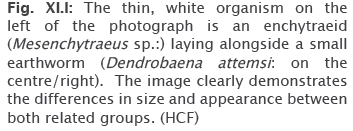 Fig. XI.I: The thin, white organism on the
left of the photograph is an enchytraeid
(Mesenchytraeus sp.:) laying alongside a small
earthworm (Dendrobaena attemsi: on the
centre/right). The image clearly demonstrates
the differences in size and appearance between
both related groups. (HCF)